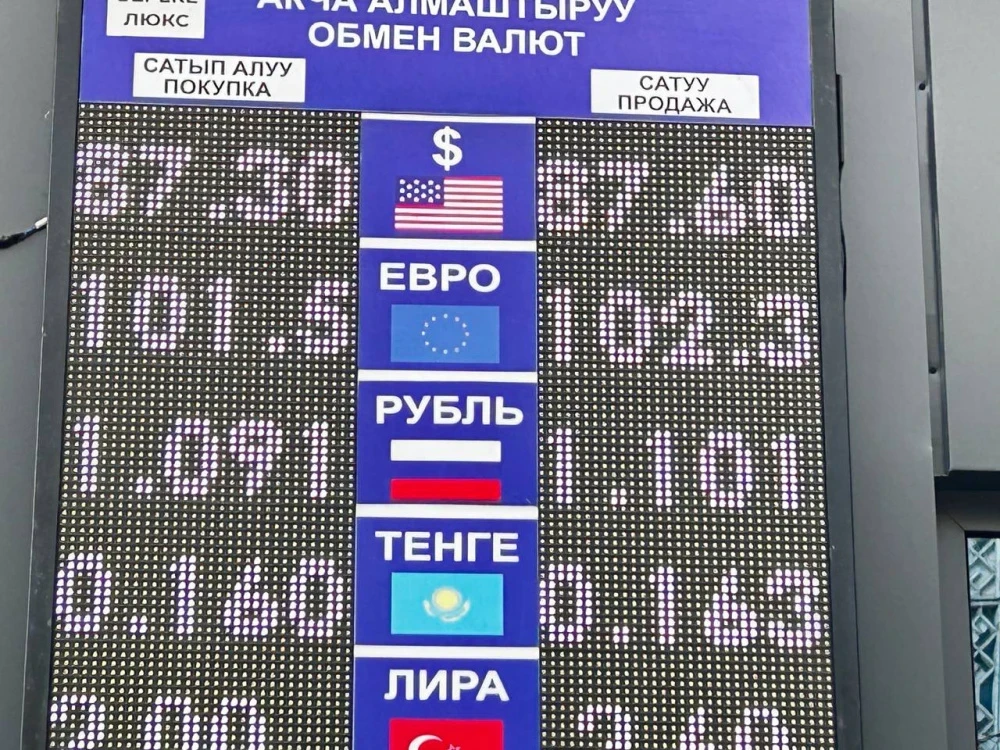 БЕРЕКЕ
ЛЮКС
АКЧА АЛМАШТЫРУУ
ОБМЕН ВАЛЮТ
САТЫП АЛУУ
ПОКУПКА
САТУУ
ПРОДАЖА
87.30 $ 87.60
101.5 ЕВРО 102.3
1.091 РУБЛЬ 1.101
0.160 ТЕНГЕ 0.163
ЛИРА